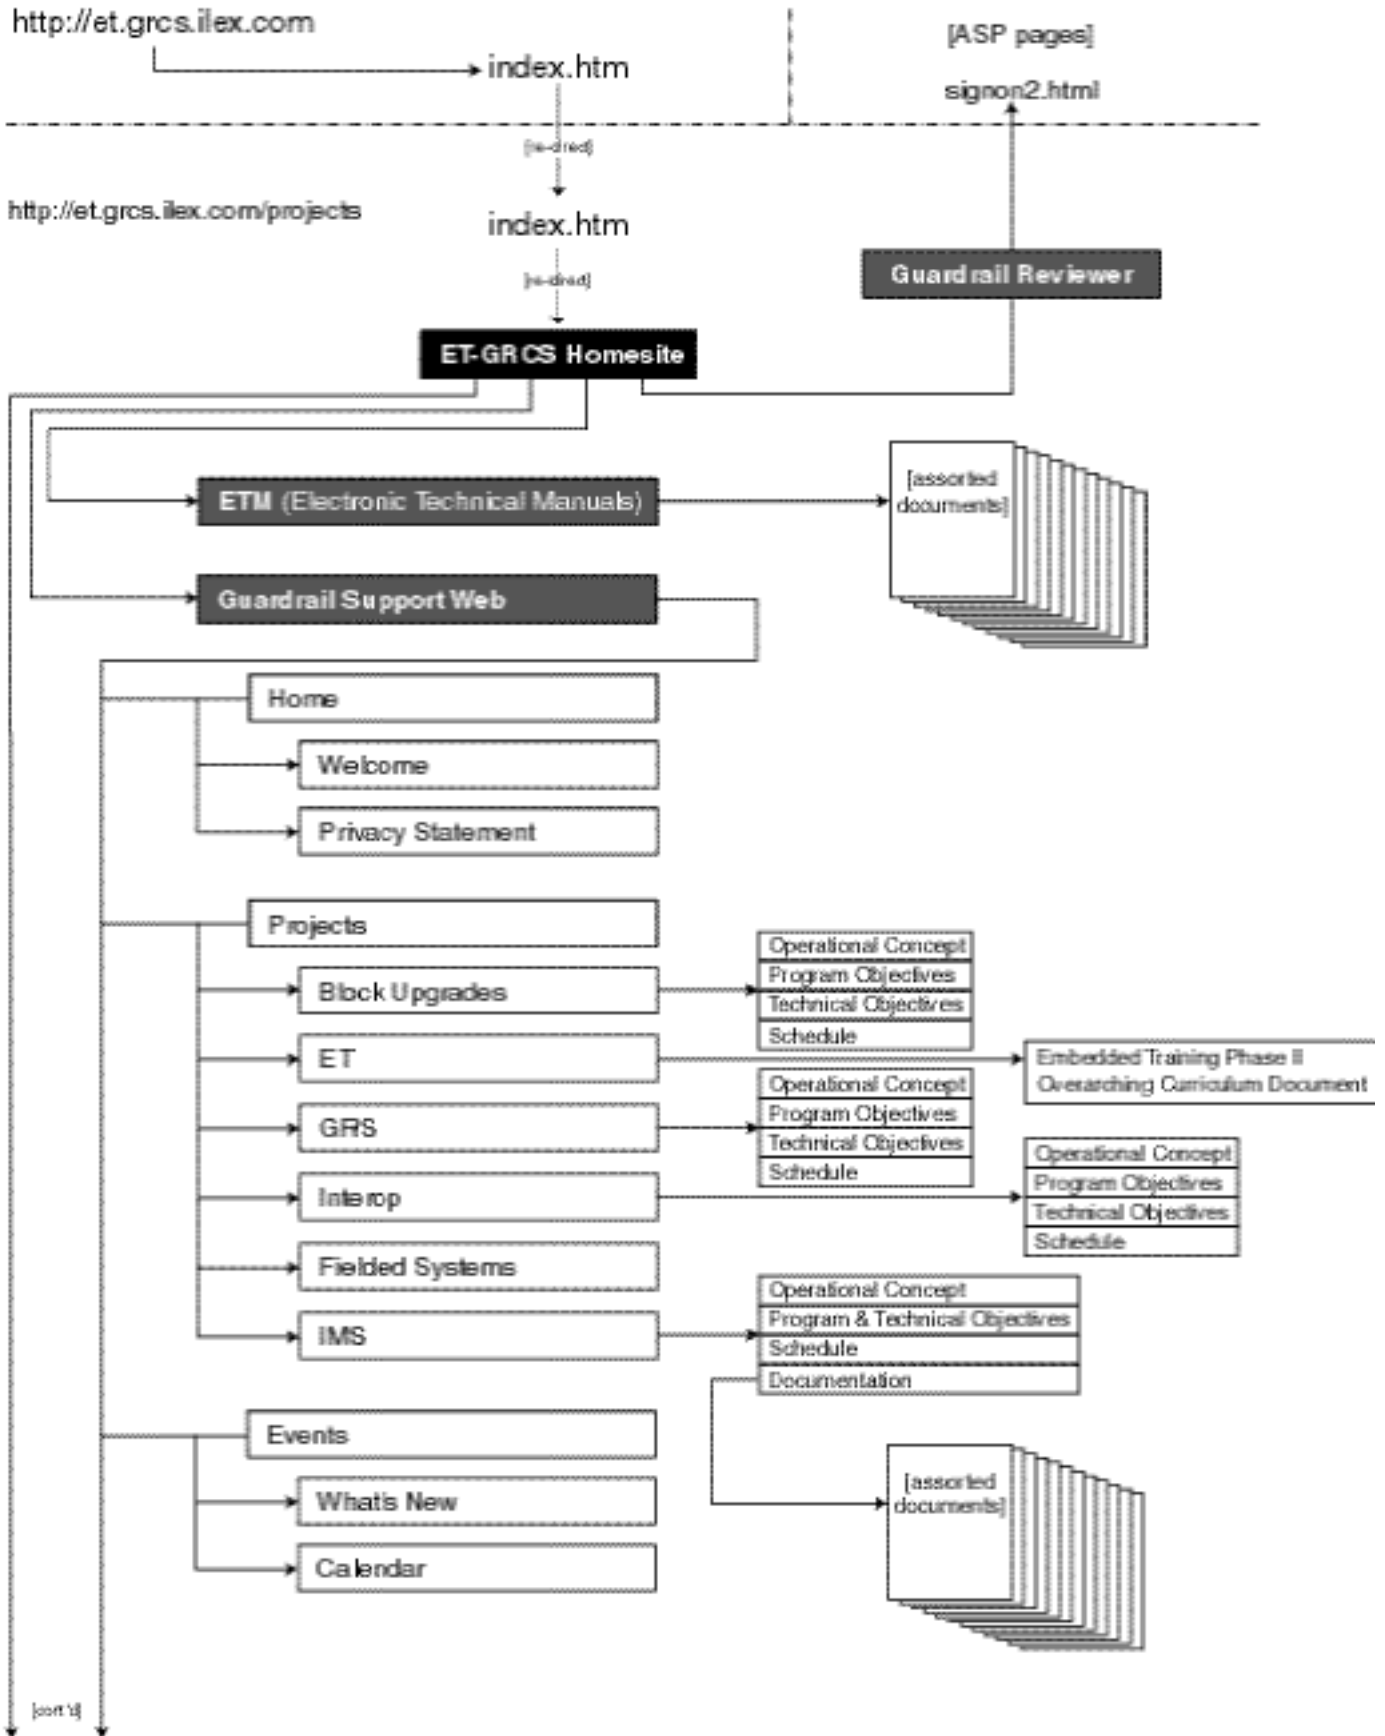 http://et.grcs.ilex.com
index.htm
[ASP pages]
signon2.html
[re-direct]
http://et.grcs.ilex.com/projects
index.htm
[re-direct]
Guardrail Reviewer
ET-GRCS Homesite
ETM (Electronic Technical Manuals)
[assorted
documents]
Guardrail Support Web
Home
Welcome
Privacy Statement
Projects
Block Upgrades
Operational Concept
Program Objectives
Technical Objectives
Schedule
ET
Embedded Training Phase II
Overarching Curriculum Document
GRS
Operational Concept
Program Objectives
Technical Objectives
Schedule
Interop
Operational Concept
Program Objectives
Technical Objectives
Schedule
Fielded Systems
IMS
Operational Concept
Program & Technical Objectives
Schedule
Documentation
[assorted
documents]
Events
What's New
Calendar
[cont'd]